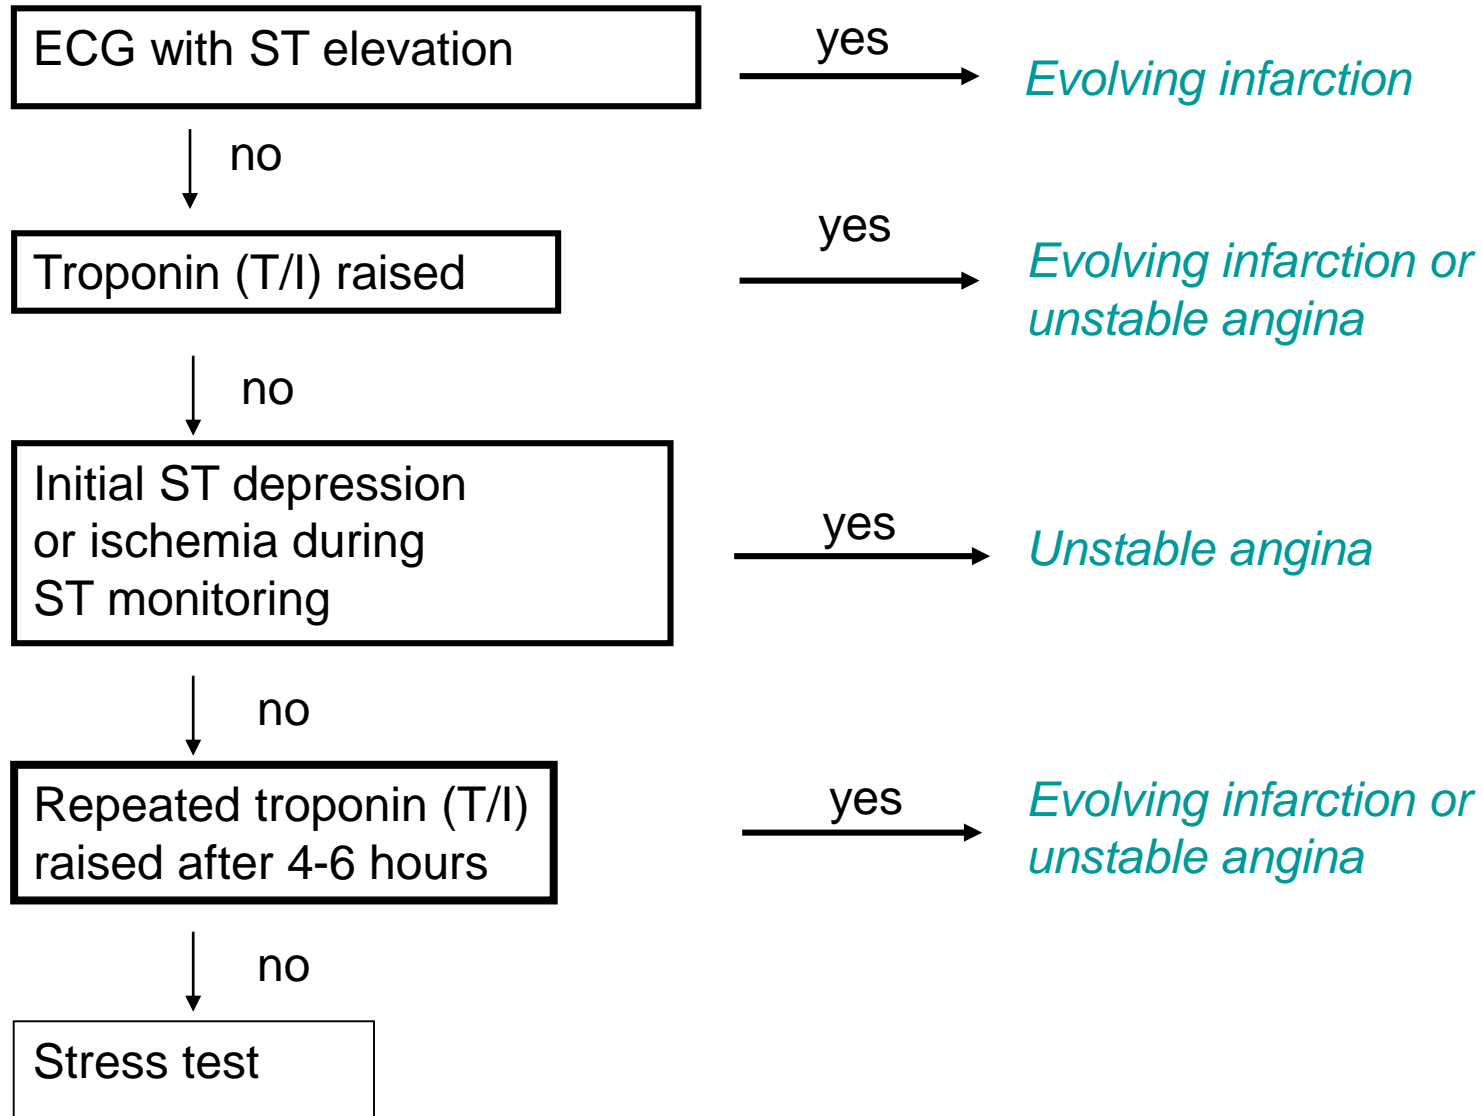 ECG with ST elevation
yes
Evolving infarction
no
Troponin (T/I) raised
yes
Evolving infarction or
unstable angina
no
Initial ST depression
or ischemia during
ST monitoring
yes
Unstable angina
no
Repeated troponin (T/I)
raised after 4-6 hours
yes
Evolving infarction or
unstable angina
no
Stress test